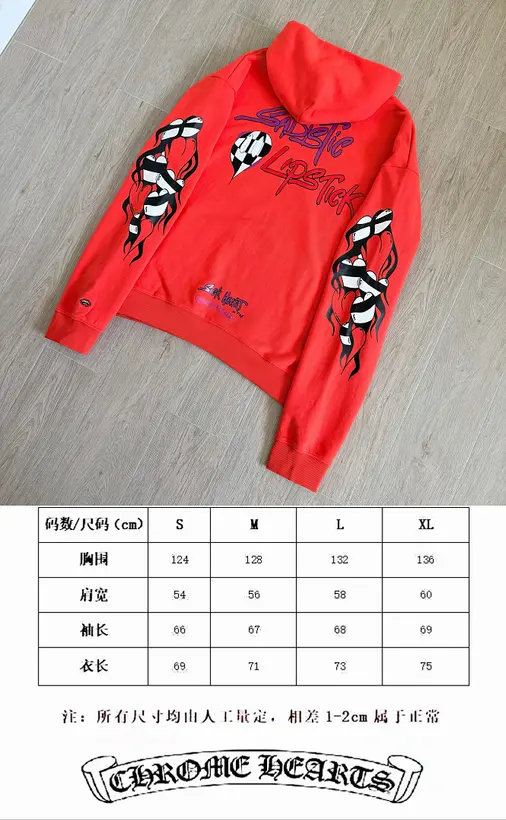 SADISTIC
LIPSTICK
码数/尺码(cm) S M L XL
胸围 124 128 132 136
肩宽 54 56 58 60
袖长 66 67 68 69
衣长 69 71 73 75
注：所有尺寸均由人工量定，相差1-2cm属于正常
CHROME HEARTS